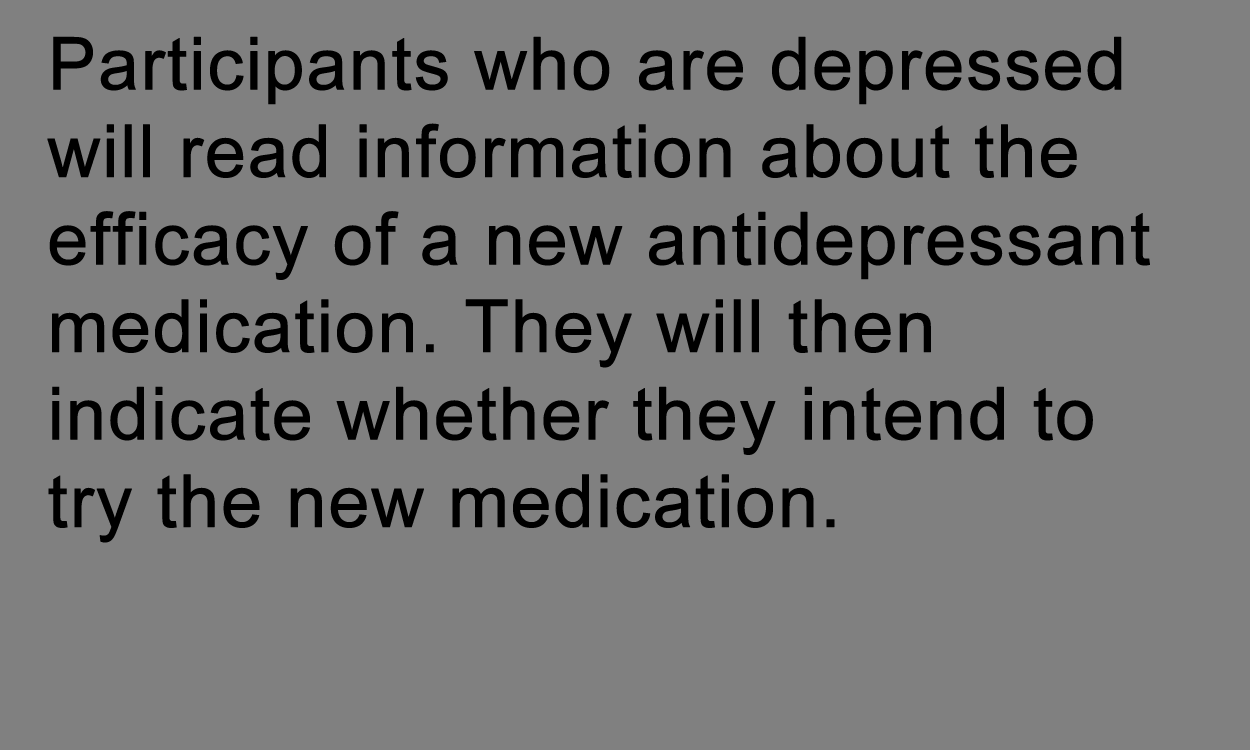 Participants who are depressed
will read information about the
efficacy of a new antidepressant
medication. They will then
indicate whether they intend to
try the new medication.